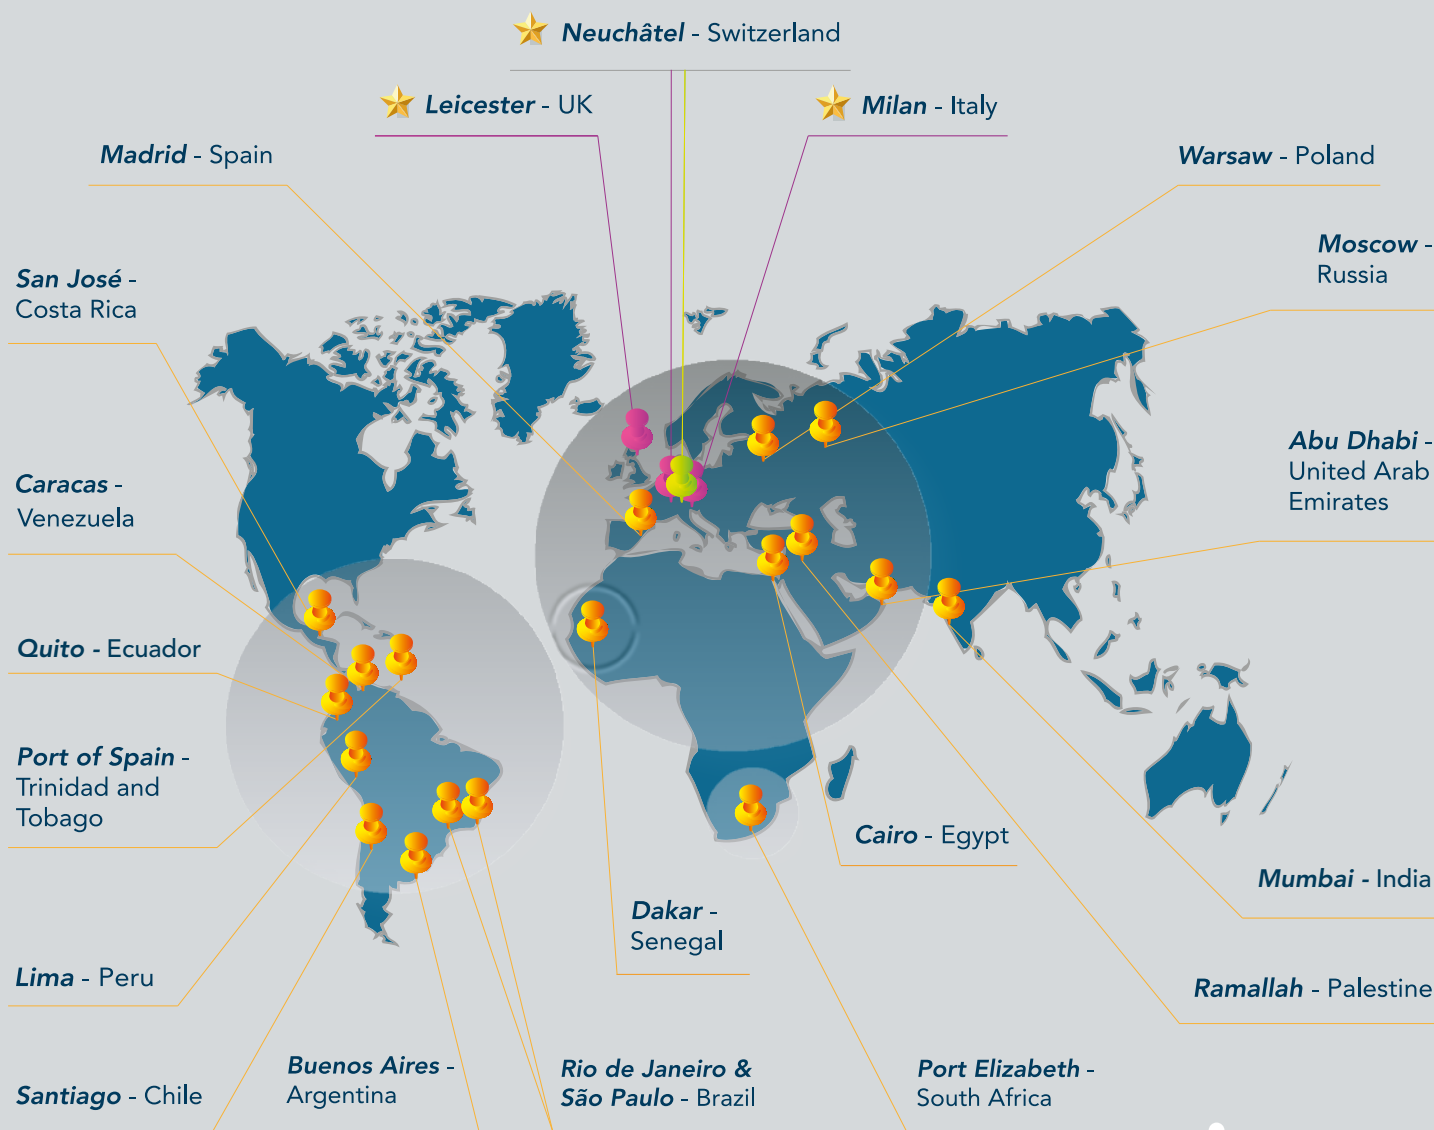 Neuchâtel - Switzerland
Leicester - UK
Milan - Italy
Madrid - Spain
Warsaw - Poland
Moscow -
Russia
San José -
Costa Rica
Abu Dhabi -
United Arab
Emirates
Caracas -
Venezuela
Quito - Ecuador
Port of Spain -
Trinidad and
Tobago
Cairo - Egypt
Mumbai - India
Dakar -
Senegal
Lima - Peru
Ramallah - Palestine
Santiago - Chile
Buenos Aires -
Argentina
Rio de Janeiro &
São Paulo - Brazil
Port Elizabeth -
South Africa